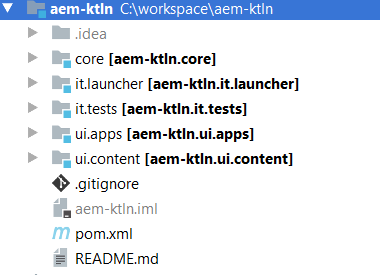 aem-ktln C:\workspace\aem-ktln
.idea
core [aem-ktln.core]
it.launcher [aem-ktln.it.launcher]
it.tests [aem-ktln.it.tests]
ui.apps [aem-ktln.ui.apps]
ui.content [aem-ktln.ui.content]
.gitignore
aem-ktln.iml
pom.xml
README.md